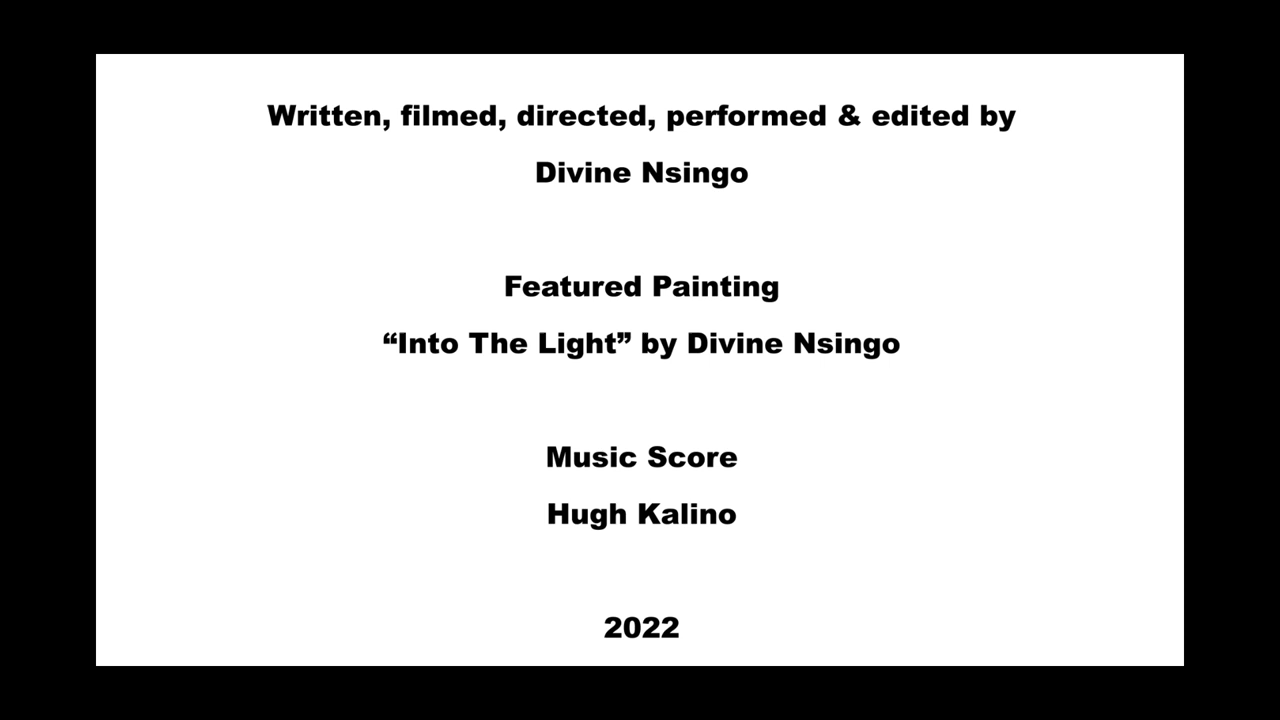 Written, filmed, directed, performed & edited by
Divine Nsingo
Featured Painting
“Into The Light” by Divine Nsingo
Music Score
Hugh Kalino
2022